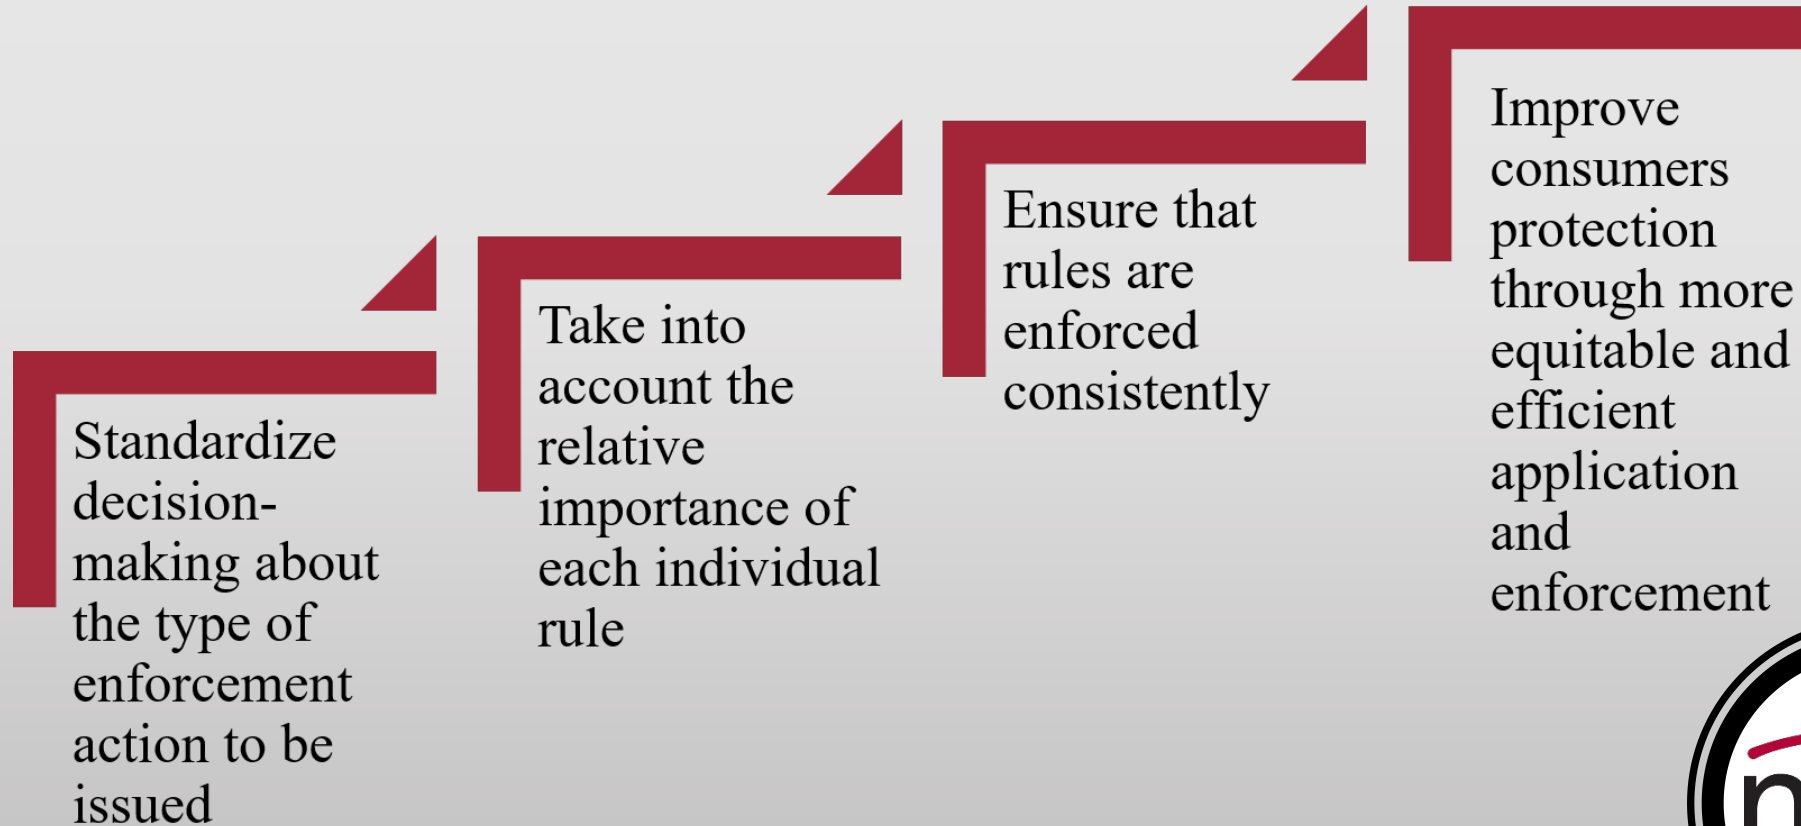 Standardize
decision-
making about
the type of
enforcement
action to be
issued
Take into
account the
relative
importance of
each individual
rule
Ensure that
rules are
enforced
consistently
Improve
consumers
protection
through more
equitable and
efficient
application
and
enforcement